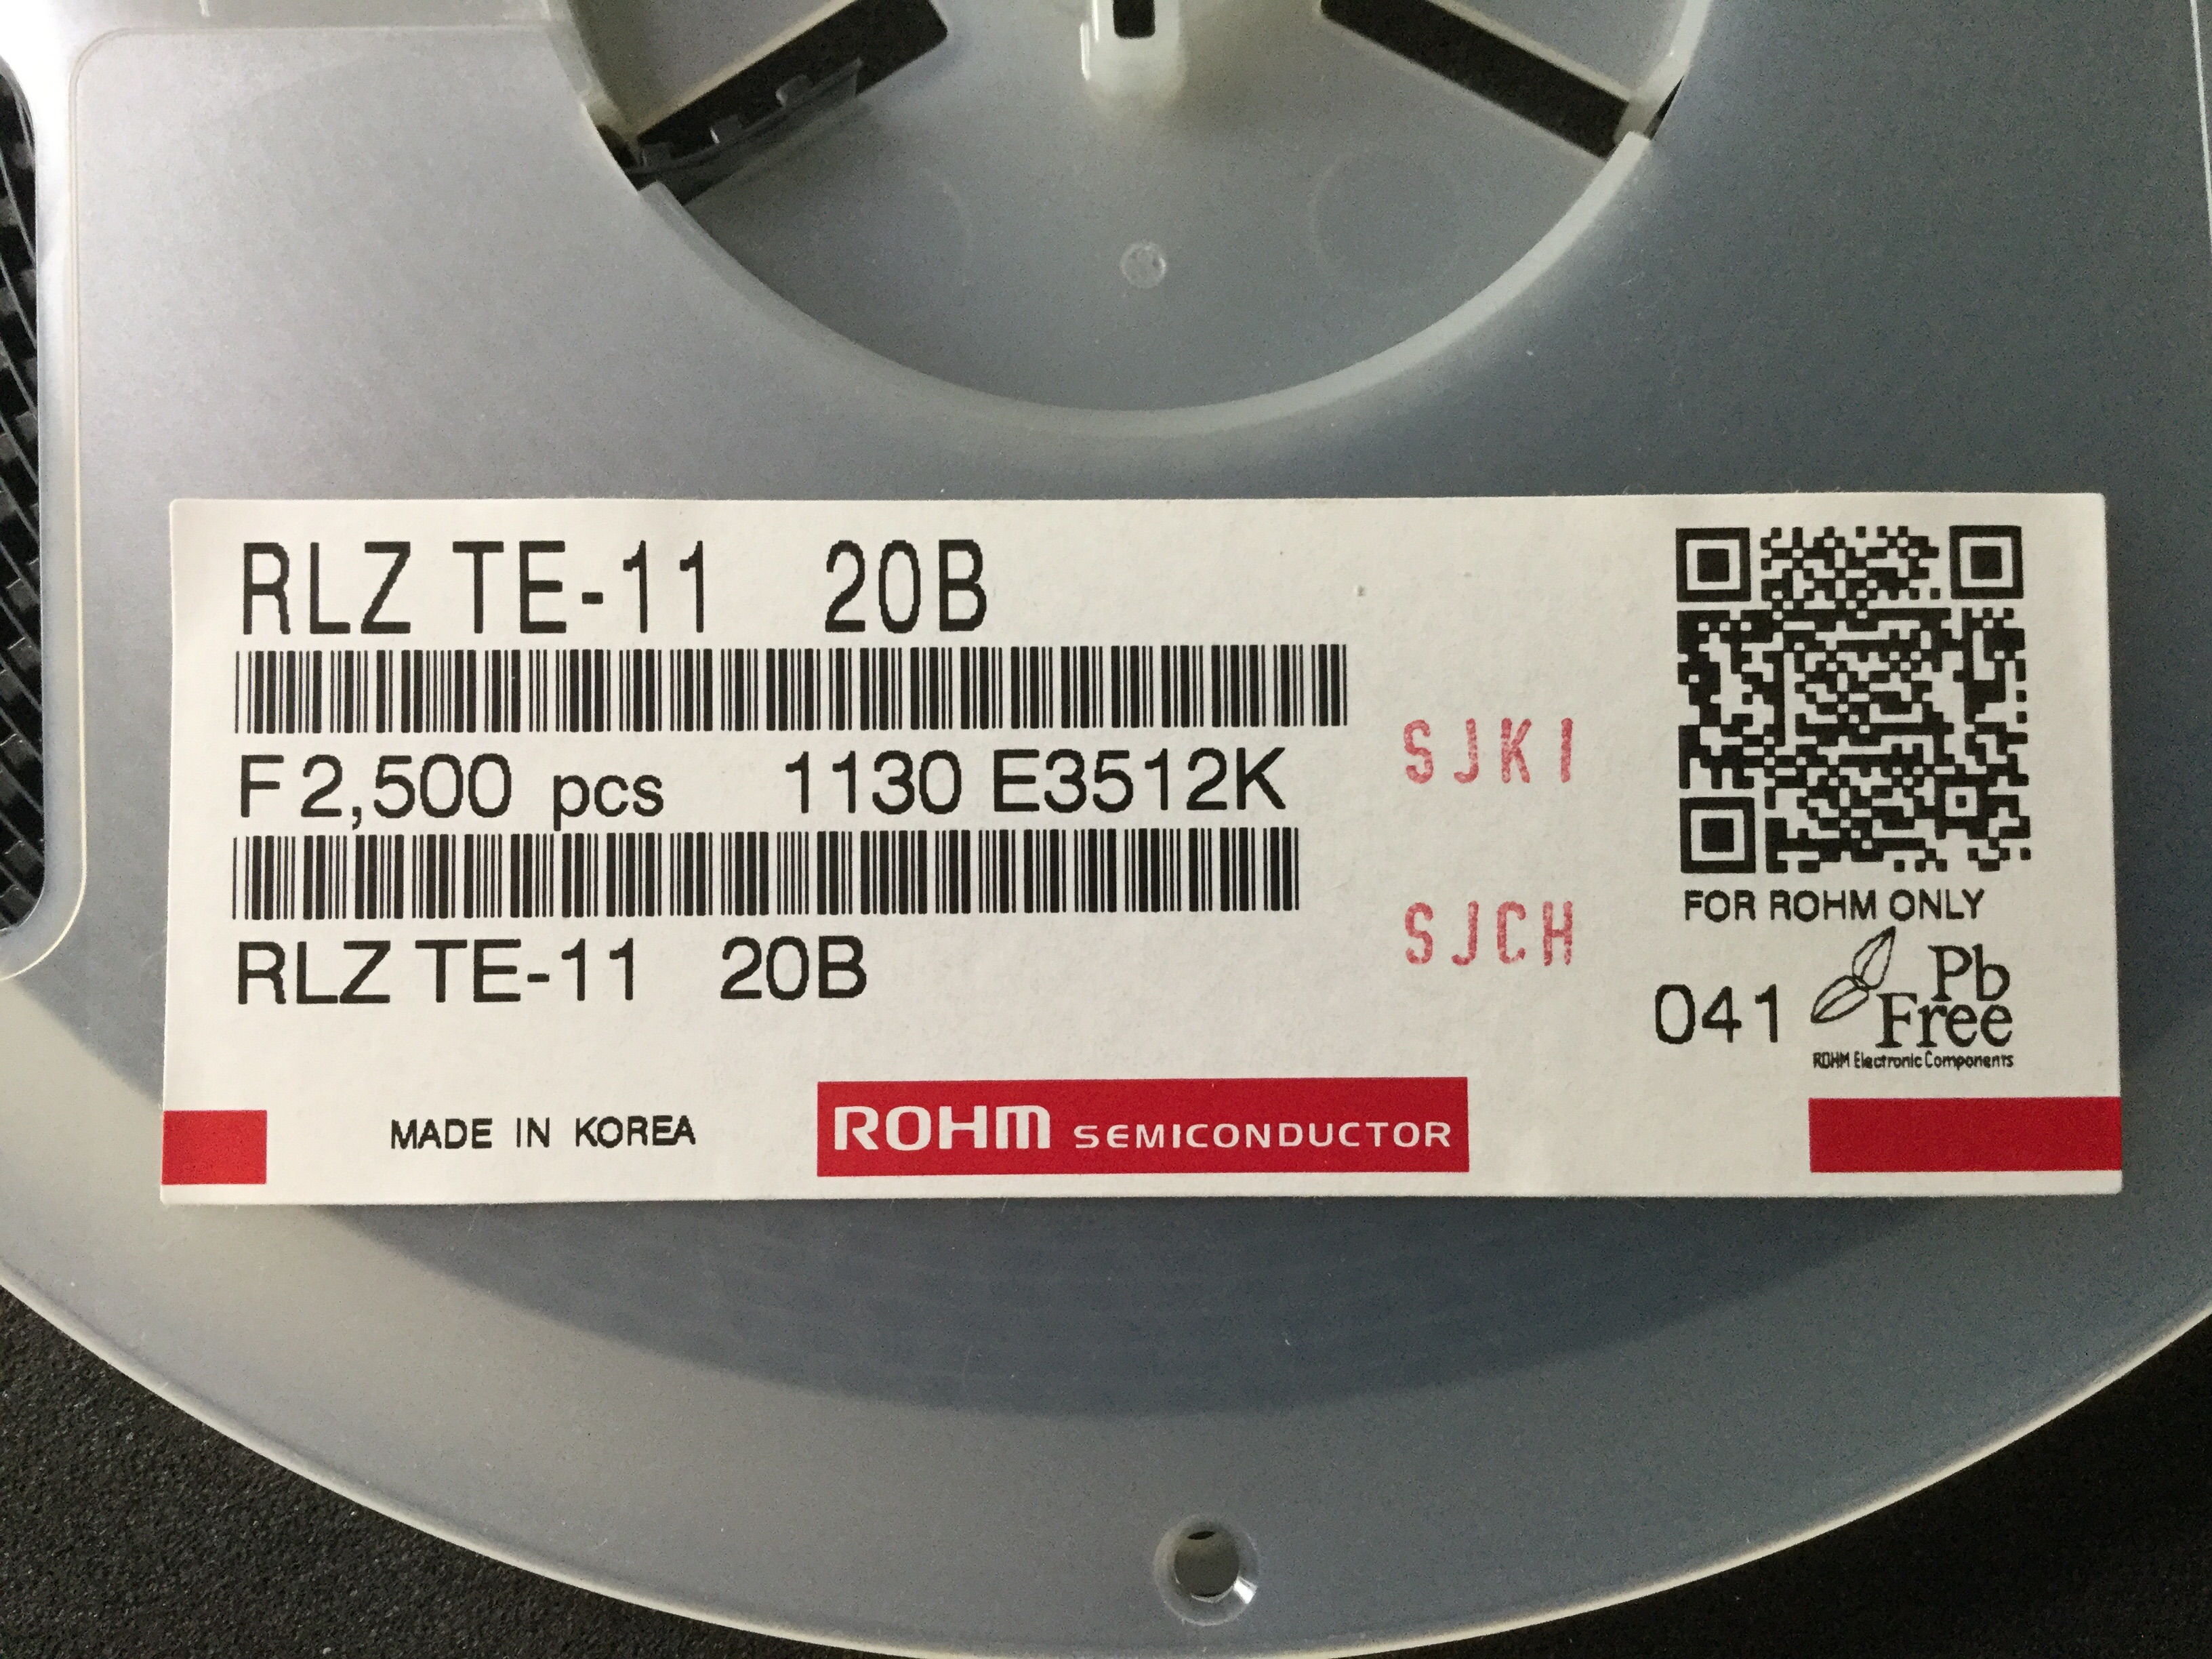 RLZ TE-11 20B
F 2,500 pcs 1130 E3512K
SJKI
RLZ TE-11 20B
SJCH
FOR ROHM ONLY
041
Pb
Free
ROHM Electronic Components
MADE IN KOREA
ROHM SEMICONDUCTOR